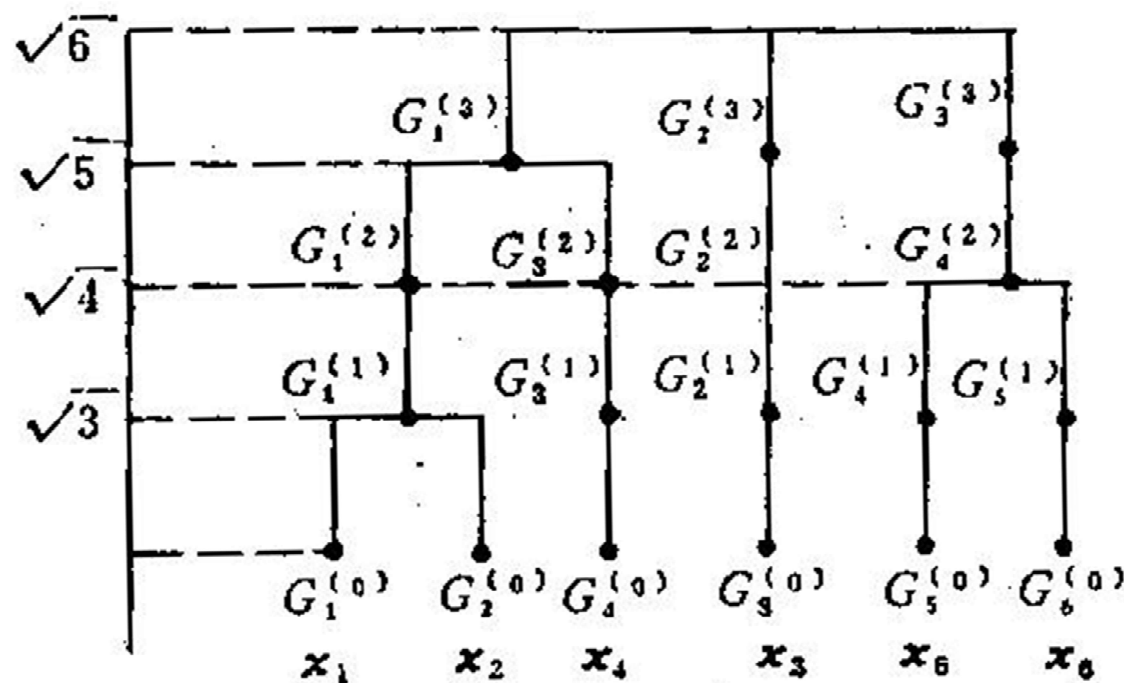 √6
G₁⁽³⁾ G₂⁽³⁾ G₃⁽³⁾
√5
G₁⁽²⁾ G₃⁽²⁾ G₂⁽²⁾ G₄⁽²⁾
√4
G₁⁽¹⁾ G₃⁽¹⁾ G₂⁽¹⁾ G₄⁽¹⁾ G₅⁽¹⁾
√3
G₁⁽⁰⁾ G₂⁽⁰⁾ G₄⁽⁰⁾ G₃⁽⁰⁾ G₅⁽⁰⁾ G₆⁽⁰⁾
x₁ x₂ x₄ x₃ x₅ x₆